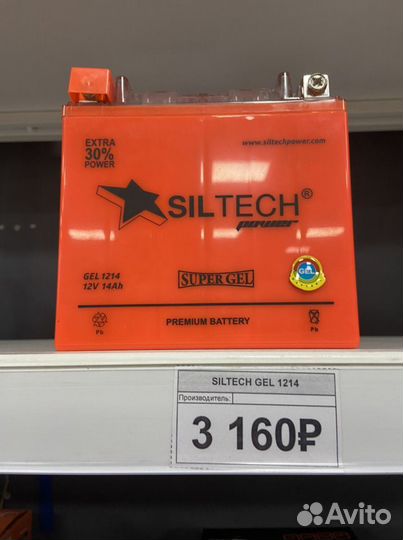 EXTRA
30%
POWER
www.siltechpower.com
SILTECH®
power
GEL 1214
12V 14Ah
SUPER GEL
GEL
PREMIUM BATTERY
Pb
Pb
SILTECH GEL 1214
Производитель:
3 160₽
Avito